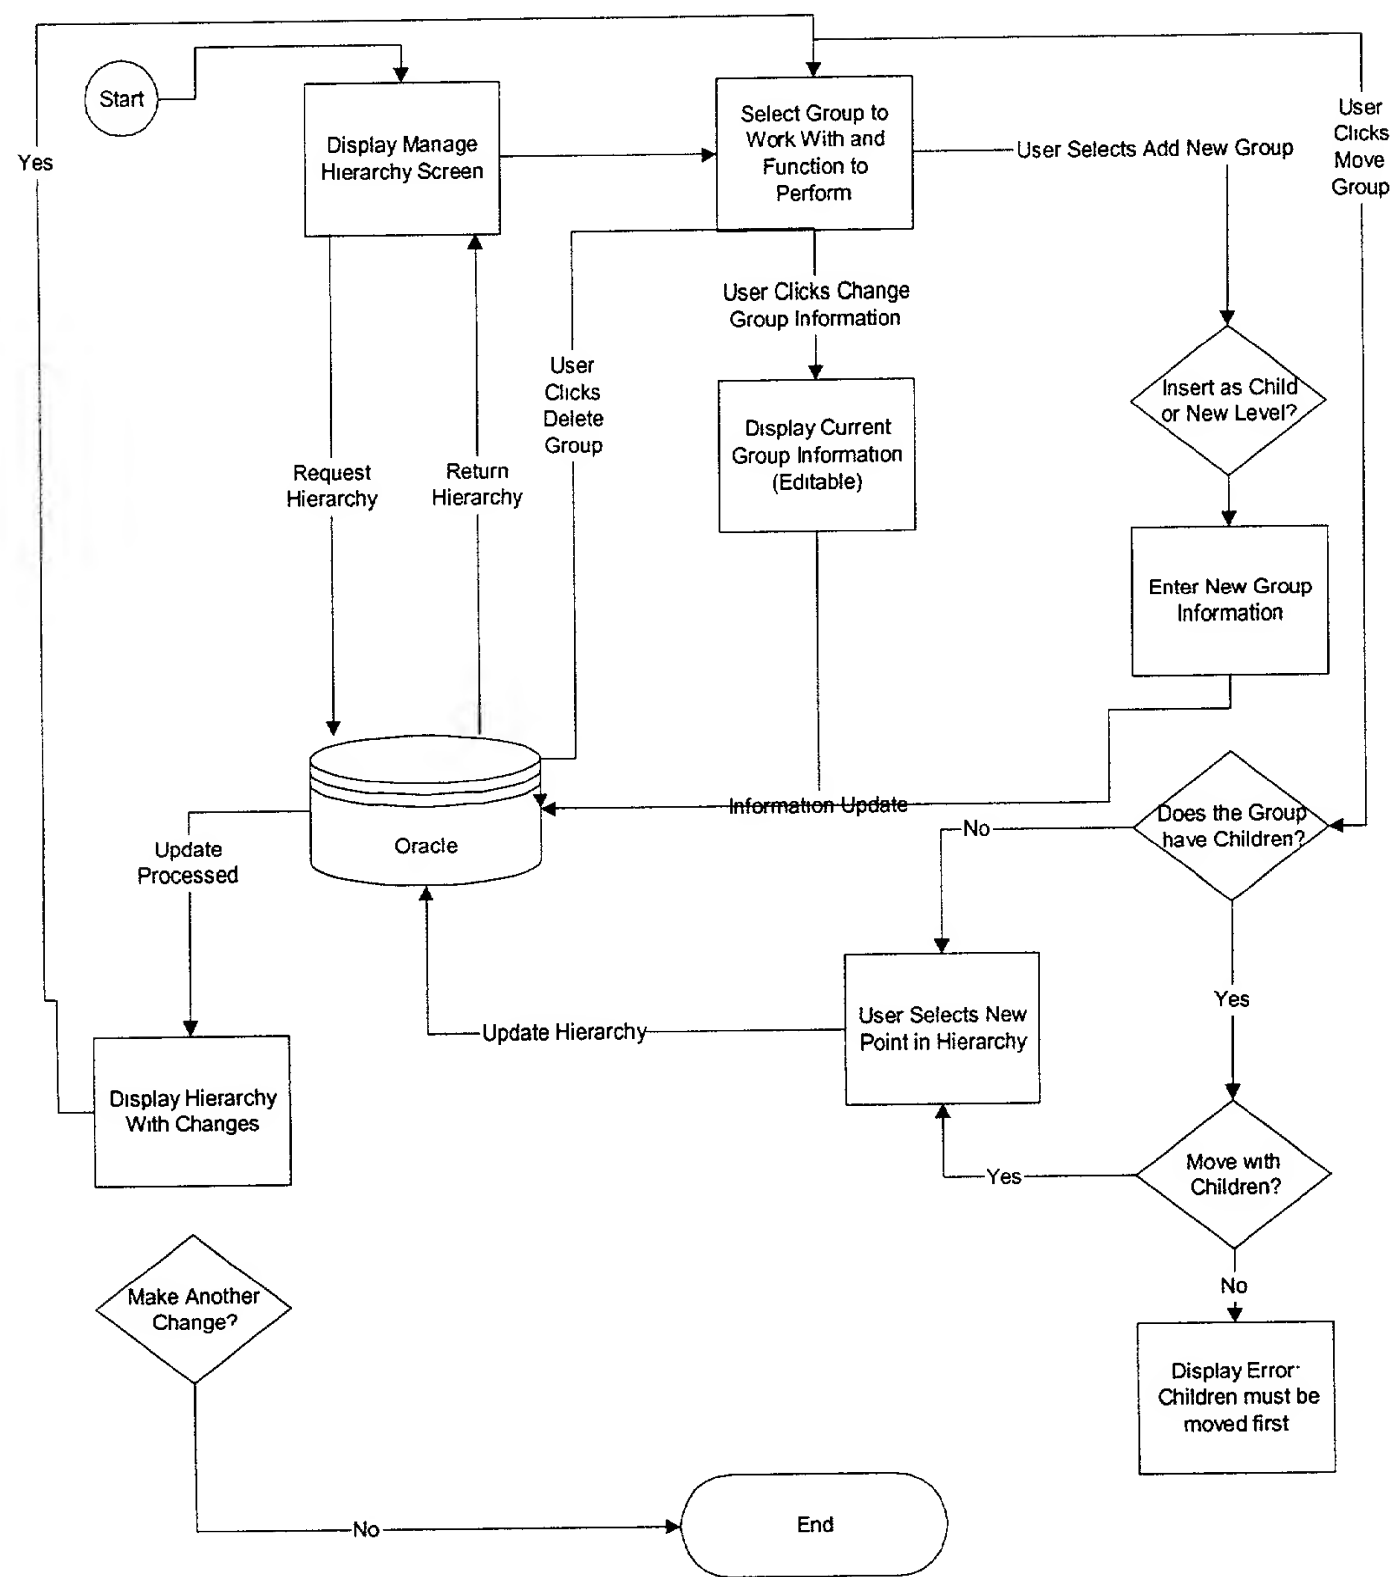 Start
Display Manage
Hierarchy Screen
Select Group to
Work With and
Function to
Perform
User Selects Add New Group
User
Clicks
Move
Group
Yes
User Clicks Change
Group Information
User
Clicks
Delete
Group
Insert as Child
or New Level?
Display Current
Group Information
(Editable)
Request
Hierarchy
Return
Hierarchy
Enter New Group
Information
Information Update
Does the Group
have Children?
No
Oracle
Update
Processed
Yes
User Selects New
Point in Hierarchy
Update Hierarchy
Display Hierarchy
With Changes
Move with
Children?
Yes
No
Make Another
Change?
Display Error:
Children must be
moved first
No
End